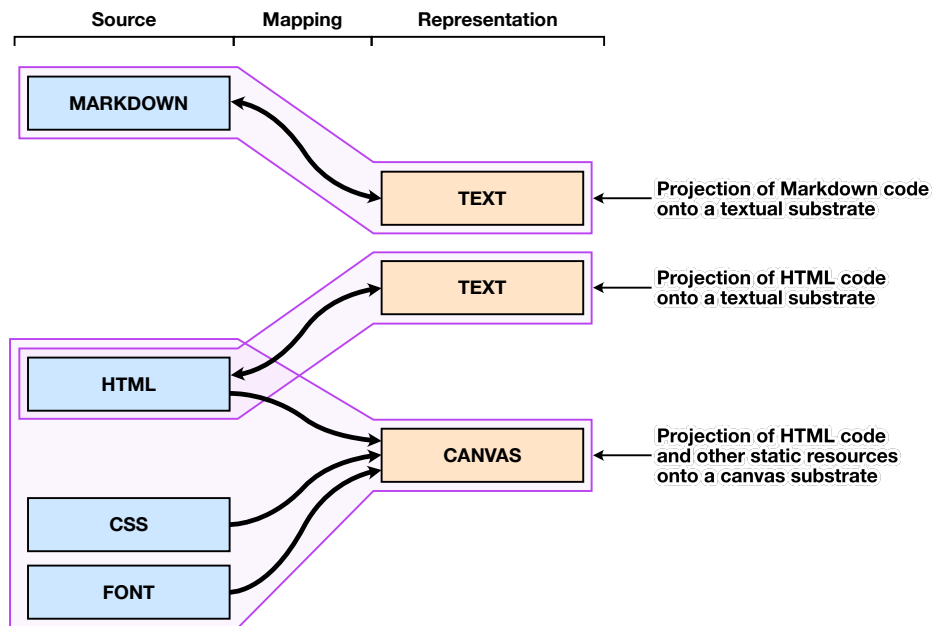 Source Mapping Representation
MARKDOWN
TEXT
Projection of Markdown code
onto a textual substrate
TEXT
Projection of HTML code
onto a textual substrate
HTML
CANVAS
Projection of HTML code
and other static resources
onto a canvas substrate
CSS
FONT